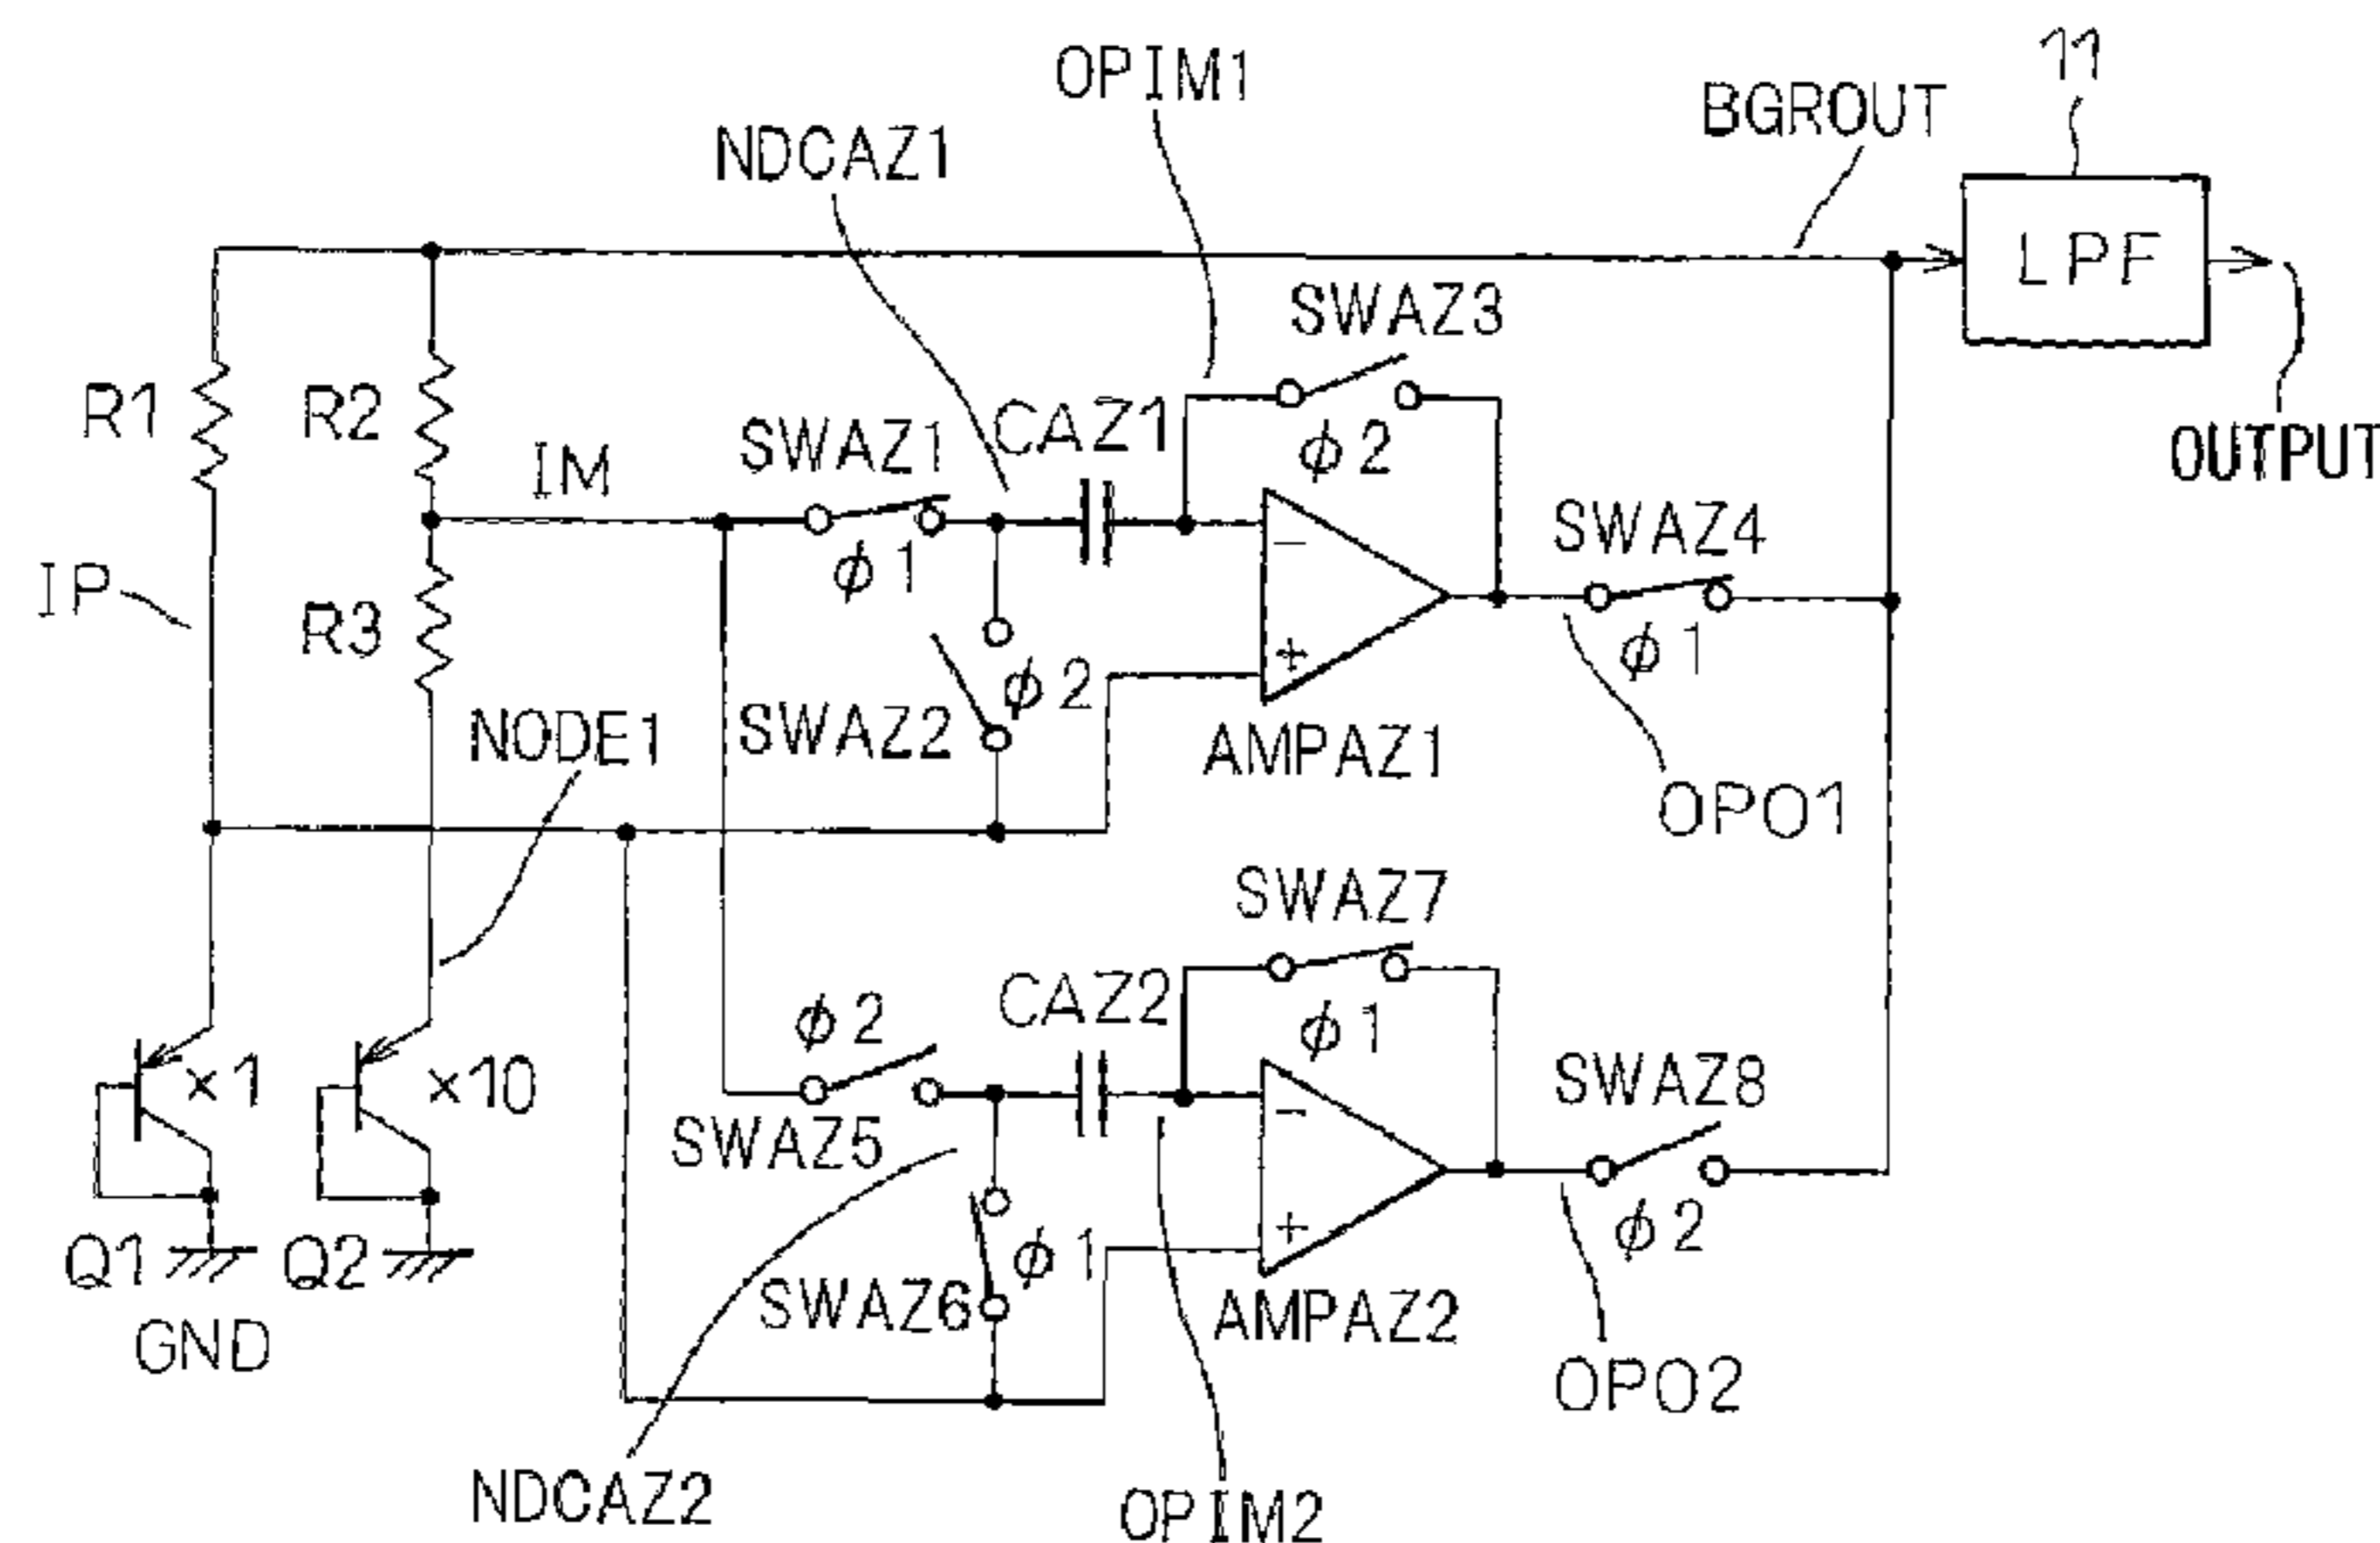 11
OPIM1
BGROUT
NDCAZ1
LPF
SWAZ3
R1
R2
SWAZ1
CAZ1
ϕ2
OUTPUT
IM
SWAZ4
ϕ1
IP
R3
+
ϕ1
ϕ2
NODE1
SWAZ2
AMPAZ1
OPO1
SWAZ7
CAZ2
ϕ2
ϕ1
×1
×10
SWAZ8
SWAZ5
−
+
ϕ2
Q1
Q2
ϕ1
SWAZ6
AMPAZ2
GND
OPO2
NDCAZ2
OPIM2